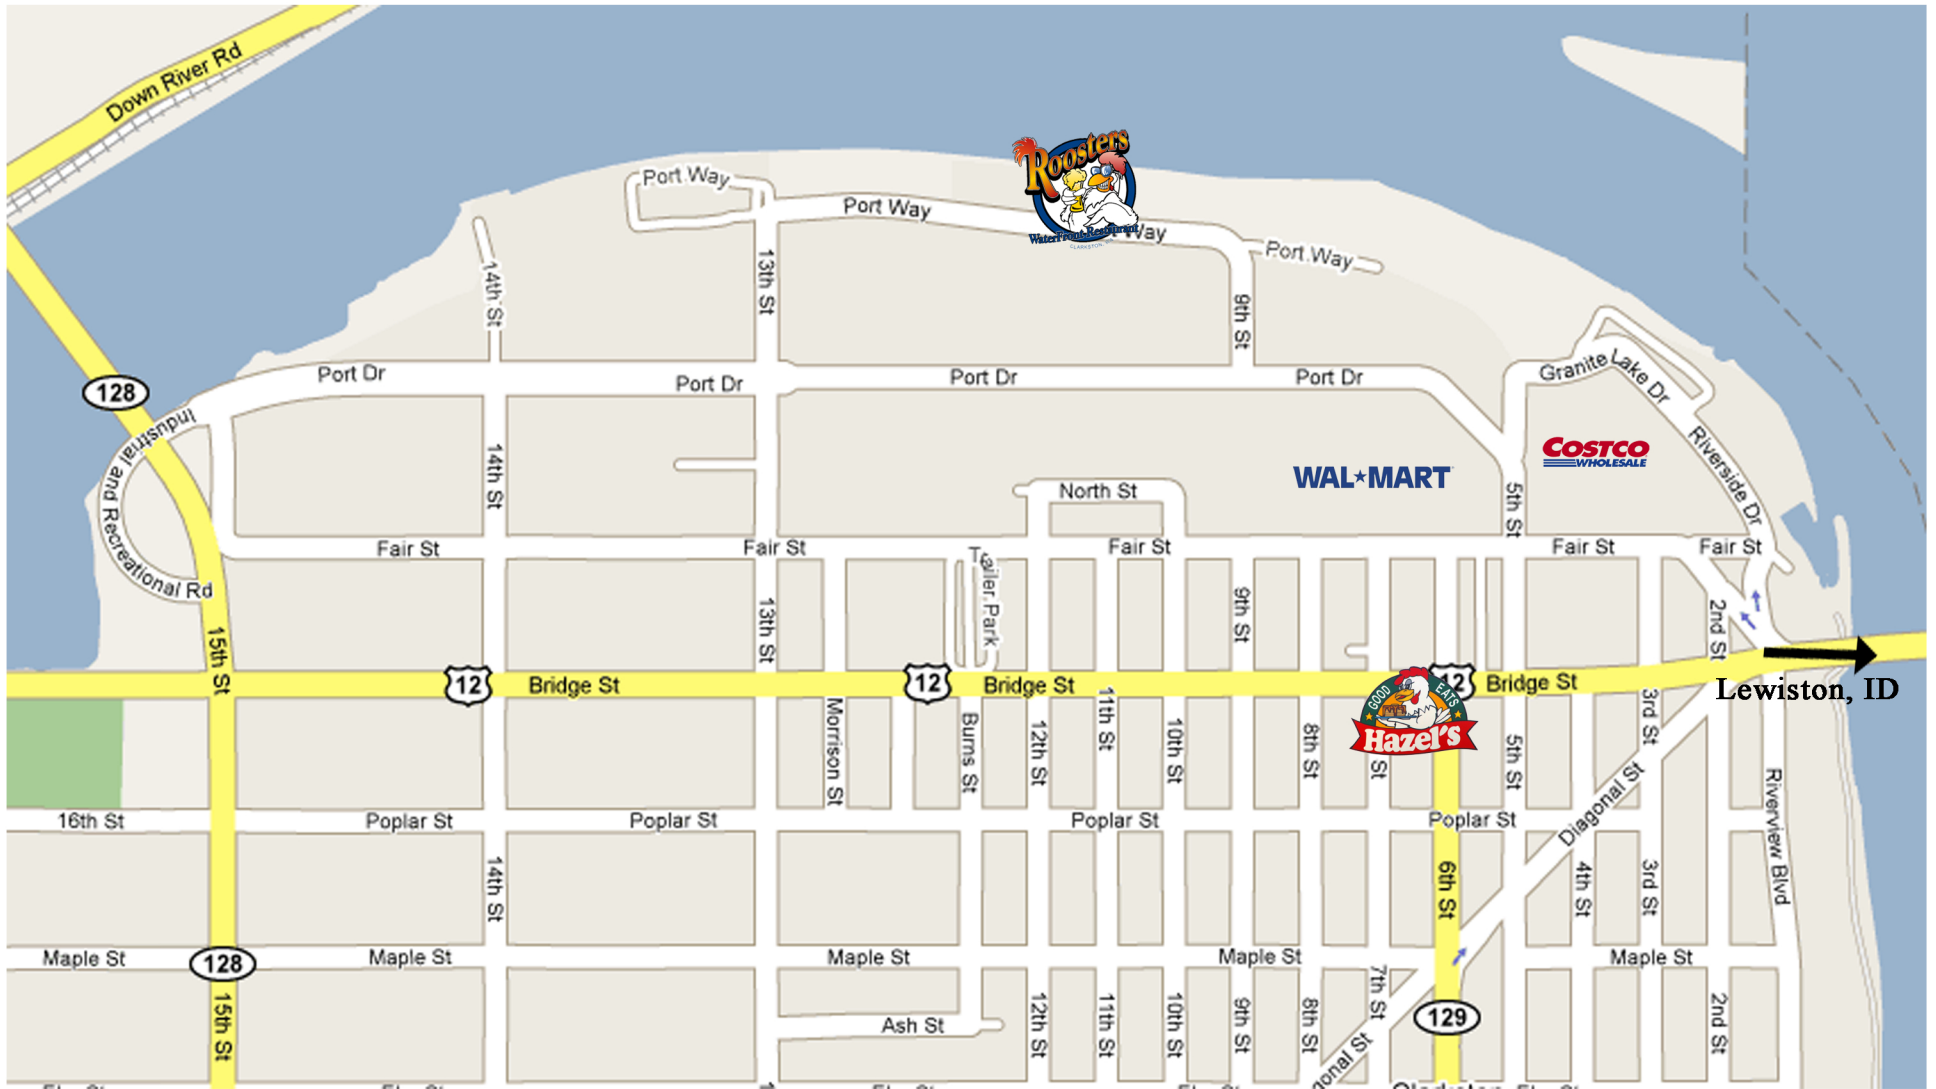 Down River Rd
Roosters
WaterFront Restaurant
CLARKSTON, WA
Port Way
Port Way
Way
Port Way
14th St
13th St
9th St
128
Port Dr
Port Dr
Port Dr
Port Dr
Granite Lake Dr
Industrial and Recreational Rd
14th St
WAL★MART
COSTCO
WHOLESALE
Riverside Dr
North St
5th St
Fair St
Fair St
Fair St
Fair St
Fair St
Trailer Park
13th St
9th St
2nd St
15th St
12
Bridge St
12
Bridge St
12
Bridge St
GOOD EATS
Hazel's
Lewiston, ID
Morrison St
Burns St
12th St
11th St
10th St
8th St
St
5th St
3rd St
Diagonal St
Riverview Blvd
16th St
Poplar St
Poplar St
Poplar St
Poplar St
14th St
6th St
4th St
3rd St
Maple St
128
Maple St
Maple St
Maple St
Maple St
15th St
Ash St
12th St
11th St
10th St
9th St
8th St
7th St
129
2nd St
onal St